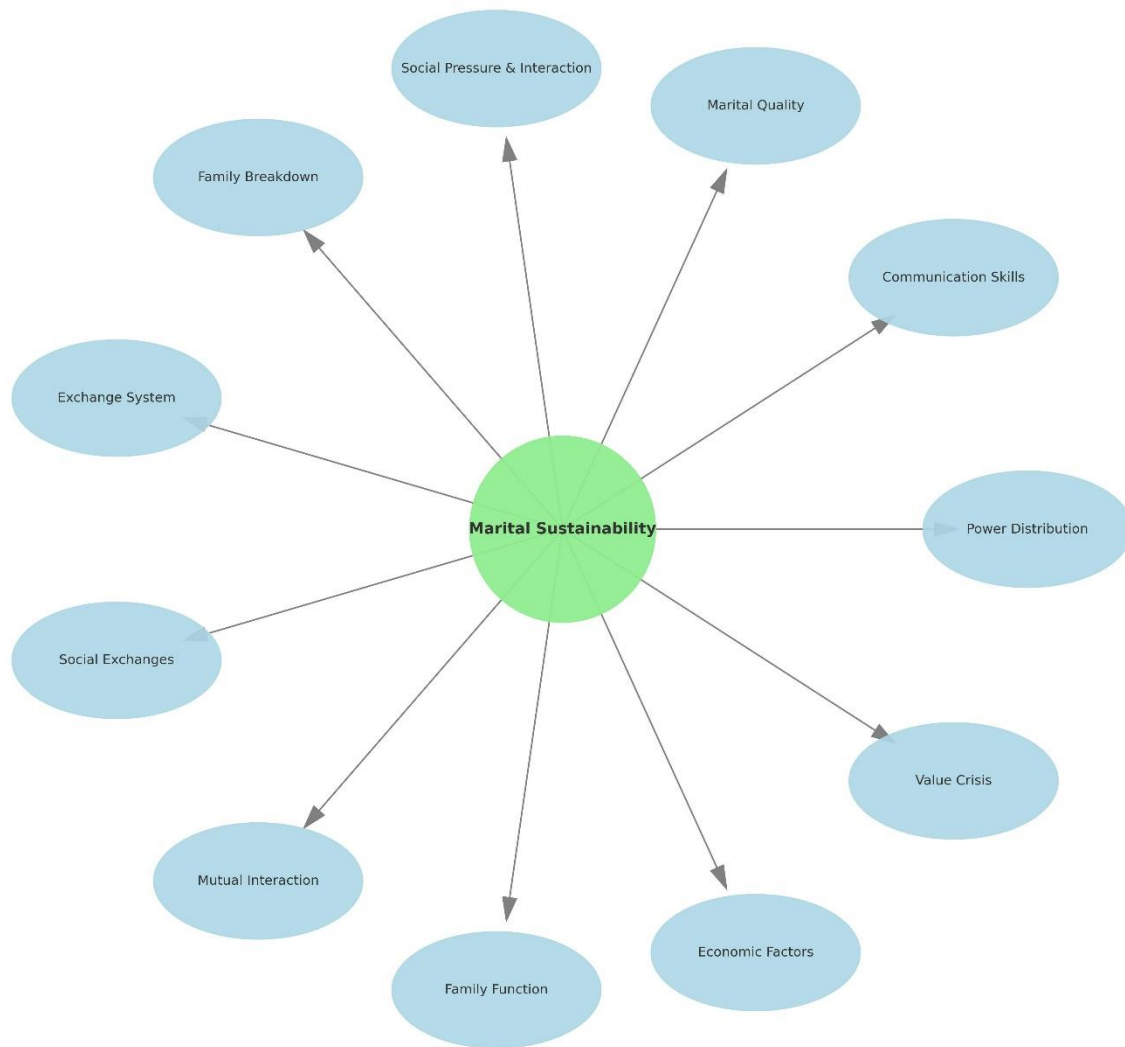 Social Pressure & Interaction
Marital Quality
Family Breakdown
Communication Skills
Exchange System
Marital Sustainability
Power Distribution
Social Exchanges
Value Crisis
Mutual Interaction
Economic Factors
Family Function